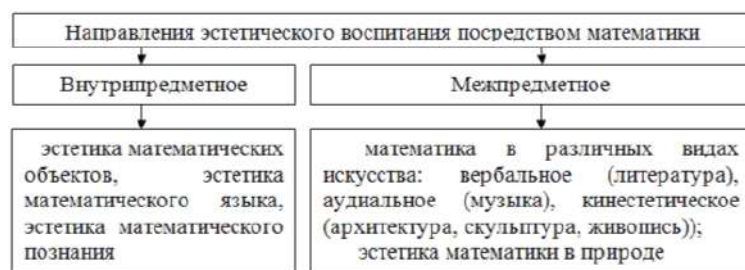 Направления эстетического воспитания посредством математики
Внутрипредметное
Межпредметное
эстетика математических
объектов, эстетика
математического языка,
эстетика математического
познания
математика в различных видах
искусства: вербальное (литература),
аудиальное (музыка), кинестетическое
(архитектура, скульптура, живопись));
эстетика математики в природе